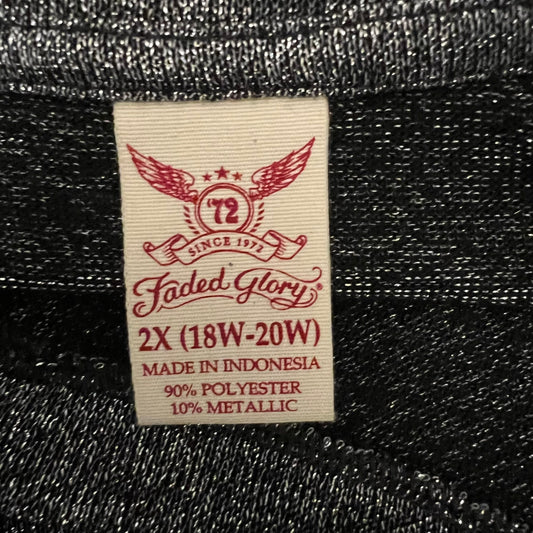 '72
SINCE 1972
Faded Glory®
2X (18W-20W)
MADE IN INDONESIA
90% POLYESTER
10% METALLIC